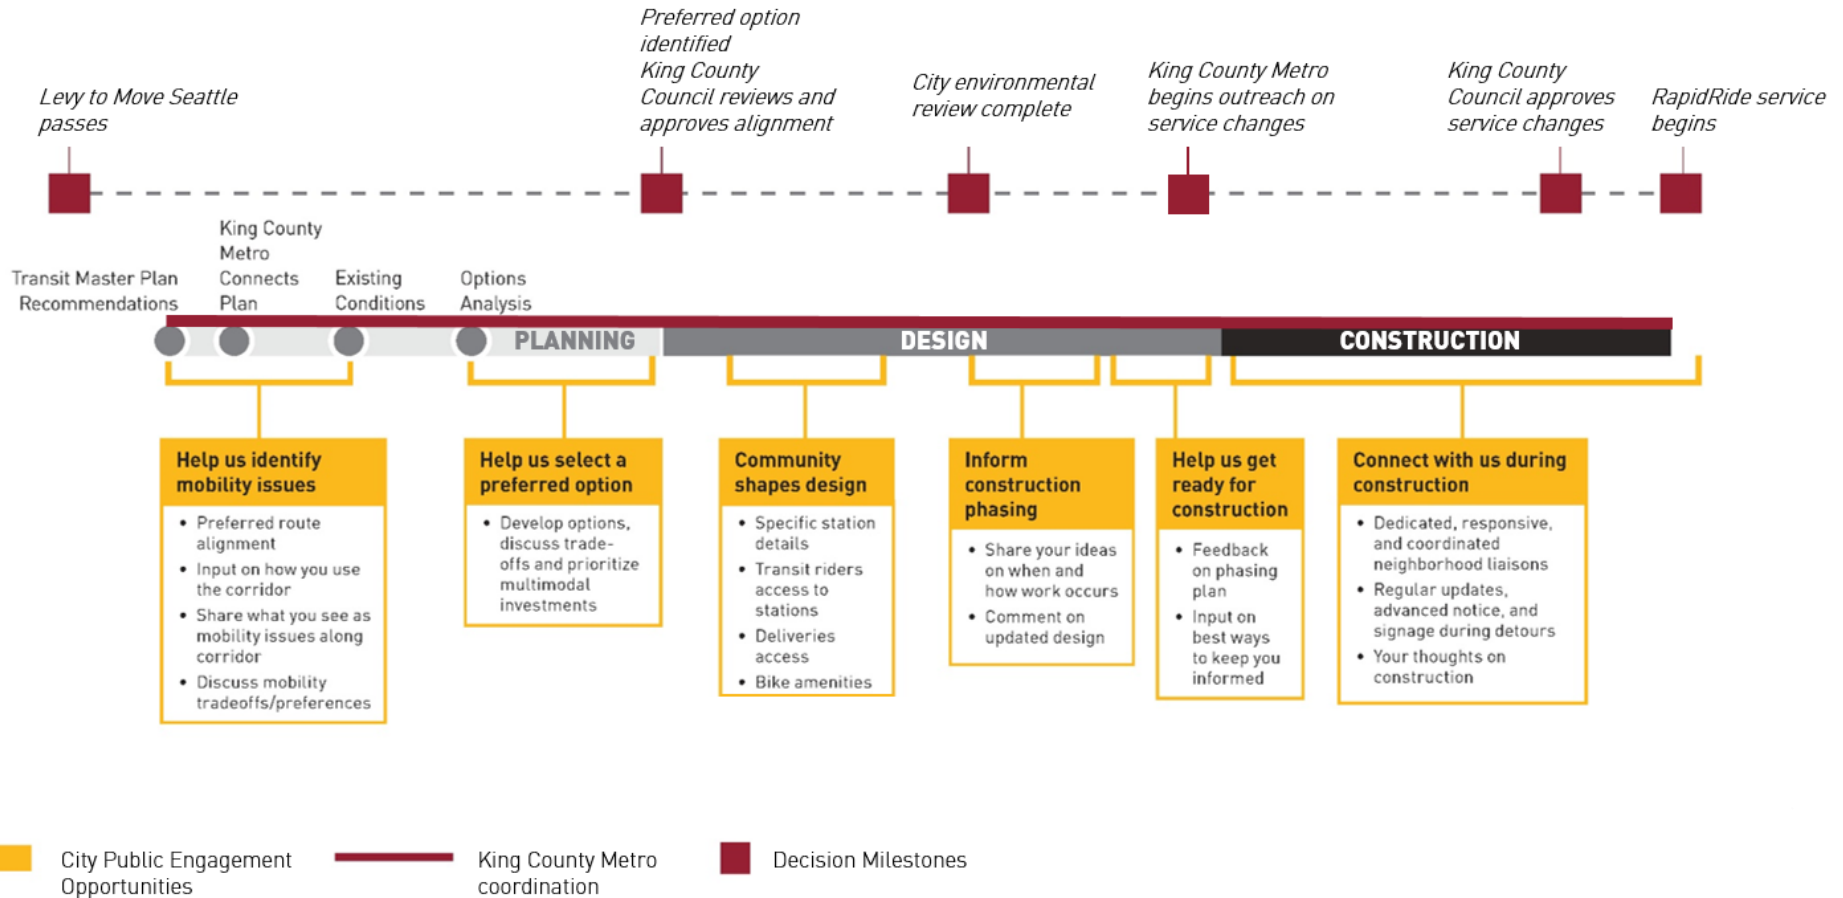 Levy to Move Seattle
passes
Preferred option
identified
King County
Council reviews and
approves alignment
City environmental
review complete
King County Metro
begins outreach on
service changes
King County
Council approves
service changes
RapidRide service
begins
Transit Master Plan
Recommendations
King County
Metro
Connects
Plan
Existing
Conditions
Options
Analysis
PLANNING
DESIGN
CONSTRUCTION
Help us identify
mobility issues
• Preferred route
alignment
• Input on how you use
the corridor
• Share what you see as
mobility issues along
corridor
• Discuss mobility
tradeoffs/preferences
Help us select a
preferred option
• Develop options,
discuss trade-
offs and prioritize
multimodal
investments
Community
shapes design
• Specific station
details
• Transit riders
access to
stations
• Deliveries
access
• Bike amenities
Inform
construction
phasing
• Share your ideas
on when and
how work occurs
• Comment on
updated design
Help us get
ready for
construction
• Feedback
on phasing
plan
• Input on
best ways
to keep you
informed
Connect with us during
construction
• Dedicated, responsive,
and coordinated
neighborhood liaisons
• Regular updates,
advanced notice, and
signage during detours
• Your thoughts on
construction
City Public Engagement
Opportunities
King County Metro
coordination
Decision Milestones